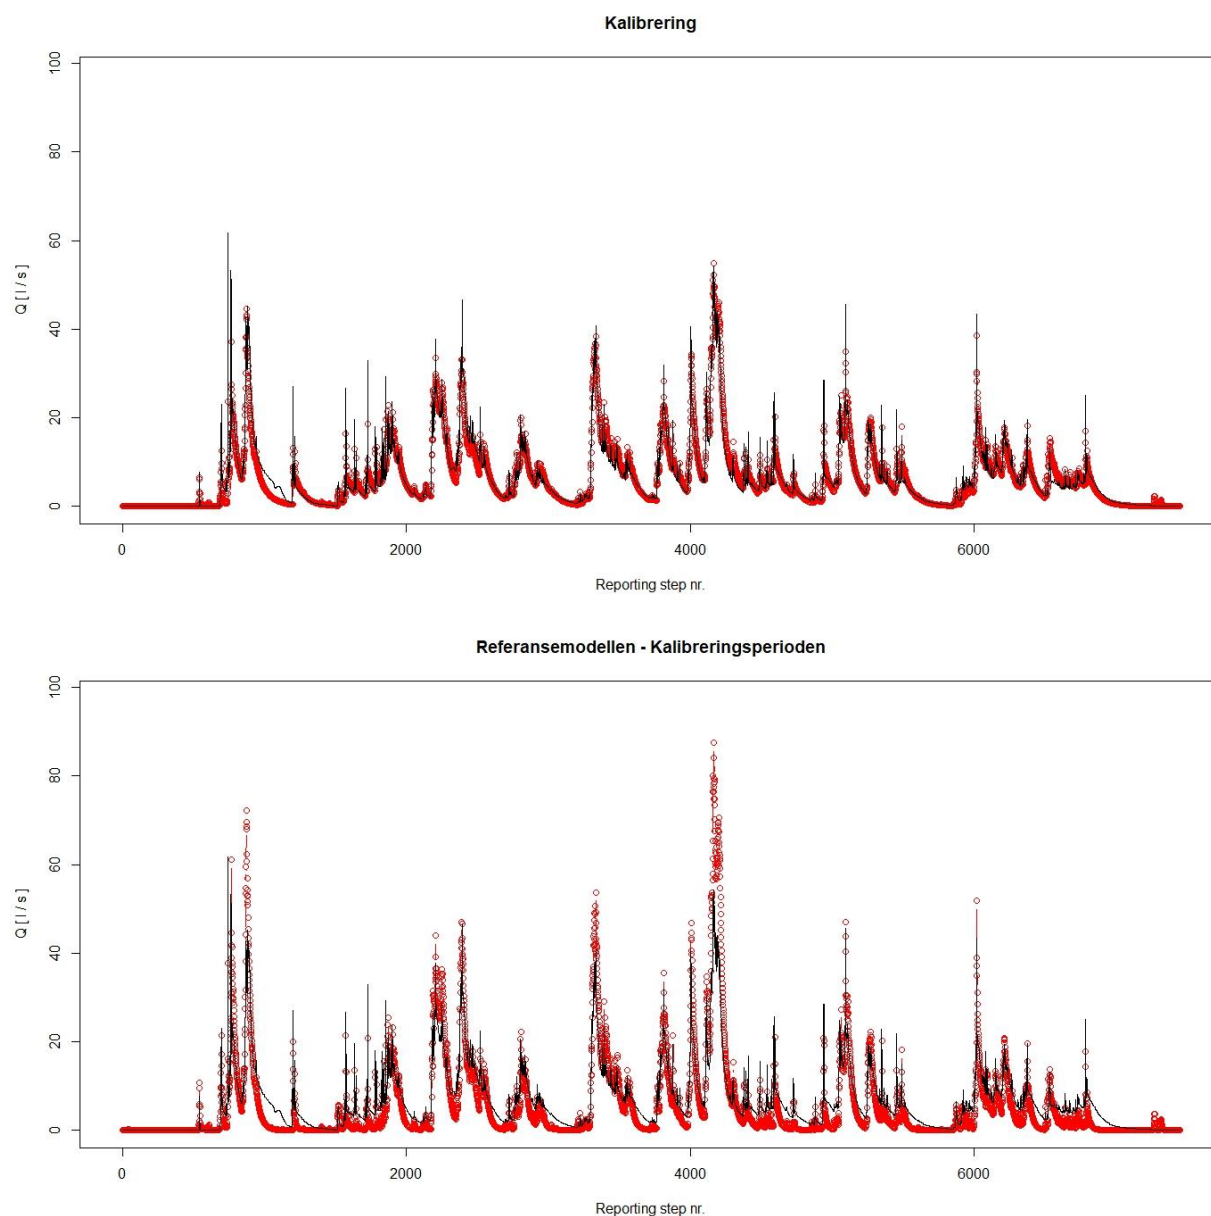 Kalibrering
100
80
60
40
20
0
Q [ l / s ]
0 2000 4000 6000
Reporting step nr.
Referansemodellen - Kalibreringsperioden
100
80
60
40
20
0
Q [ l / s ]
0 2000 4000 6000
Reporting step nr.